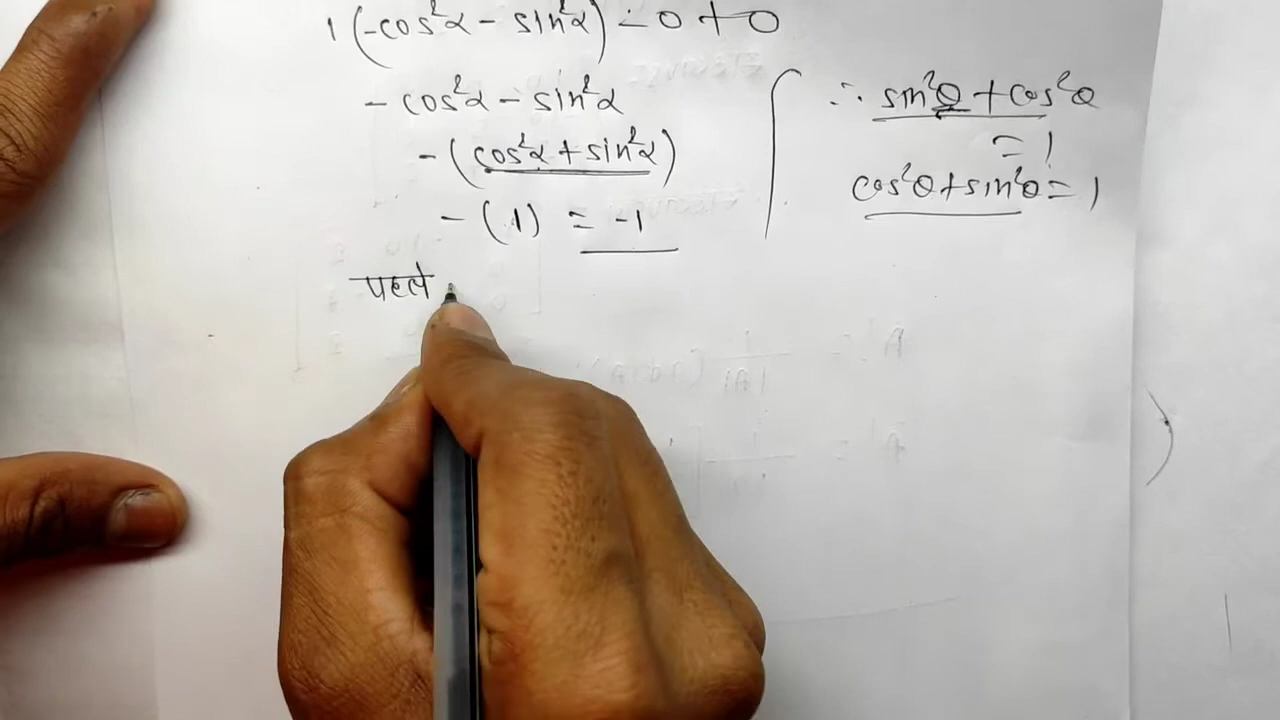 1(-cos²α - sin²α) - 0 + 0
- cos²α - sin²α
- (cos²α + sin²α)
- (1) = -1
पहले
∴ sin²θ + cos²θ
= 1
cos²θ + sin²θ = 1